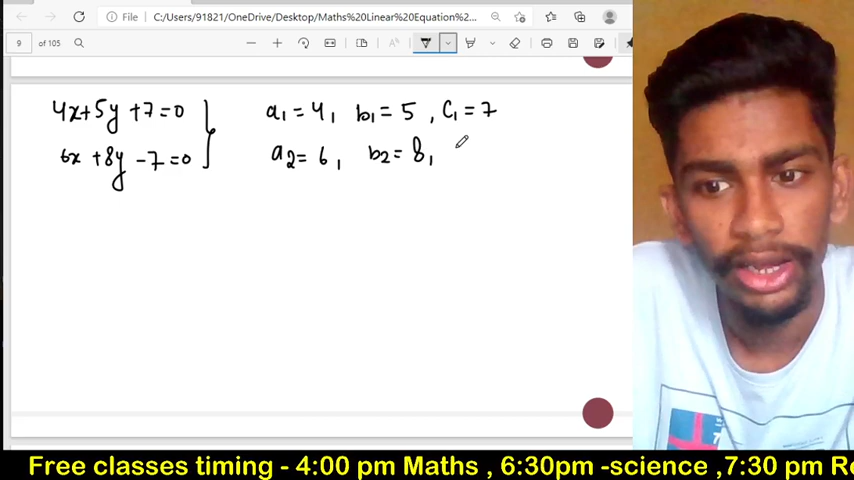 File
C:/Users/91821/OneDrive/Desktop/Maths%20Linear%20Equation%2...
9 of 105
4x+5y +7=0
a1=4, b1=5, C1=7
6x +8y -7=0
a2=6, b2=8,
Free classes timing - 4:00 pm Maths , 6:30pm -science ,7:30 pm Re